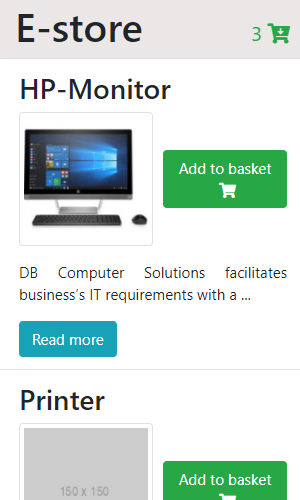 E-store
3
HP-Monitor
Add to basket
DB Computer Solutions facilitates
business's IT requirements with a ...
Read more
Printer
150 x 150
Add to basket